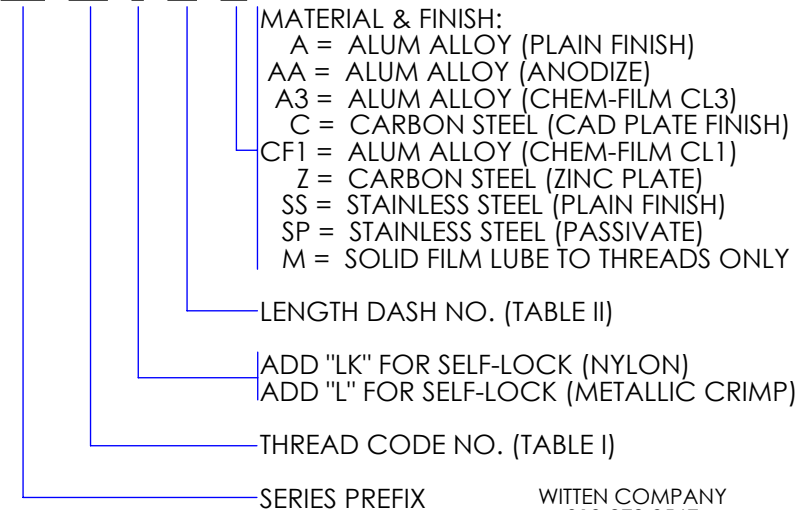 MATERIAL & FINISH:
A = ALUM ALLOY (PLAIN FINISH)
AA = ALUM ALLOY (ANODIZE)
A3 = ALUM ALLOY (CHEM-FILM CL3)
C = CARBON STEEL (CAD PLATE FINISH)
CF1 = ALUM ALLOY (CHEM-FILM CL1)
Z = CARBON STEEL (ZINC PLATE)
SS = STAINLESS STEEL (PLAIN FINISH)
SP = STAINLESS STEEL (PASSIVATE)
M = SOLID FILM LUBE TO THREADS ONLY
LENGTH DASH NO. (TABLE II)
ADD "LK" FOR SELF-LOCK (NYLON)
ADD "L" FOR SELF-LOCK (METALLIC CRIMP)
THREAD CODE NO. (TABLE I)
SERIES PREFIX
WITTEN COMPANY